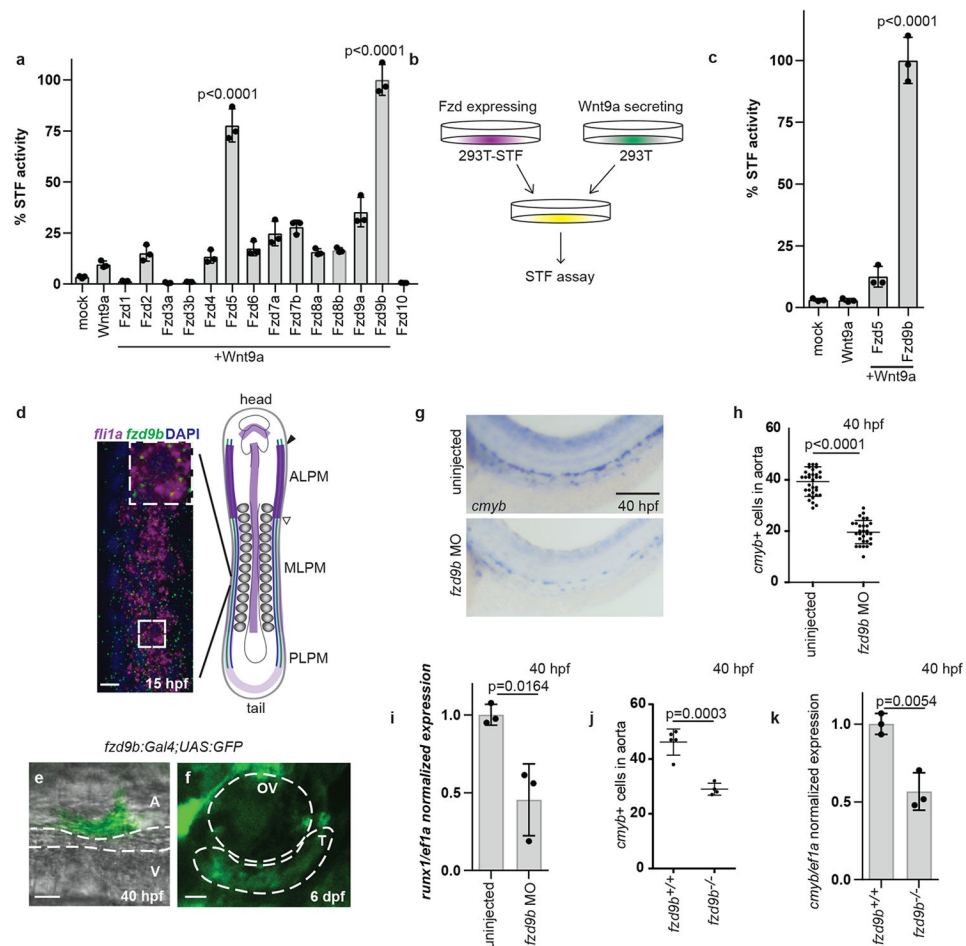 a
% STF activity
100
75
50
25
0
p<0.0001
p<0.0001
mock
Wnt9a
Fzd1
Fzd2
Fzd3a
Fzd3b
Fzd4
Fzd5
Fzd6
Fzd7a
Fzd7b
Fzd8a
Fzd8b
Fzd9a
Fzd9b
Fzd10
+Wnt9a
b
Fzd expressing
Wnt9a secreting
293T-STF
293T
STF assay
c
p<0.0001
% STF activity
100
75
50
25
0
mock
Wnt9a
Fzd5
Fzd9b
+Wnt9a
d
fli1a fzd9b DAPI
15 hpf
head
ALPM
MLPM
PLPM
tail
fzd9b:Gal4;UAS:GFP
e
A
V
40 hpf
f
OV
T
6 dpf
g
uninjected
cmyb
40 hpf
fzd9b MO
h
40 hpf
p<0.0001
cmyb+ cells in aorta
60
40
20
0
uninjected
fzd9b MO
i
40 hpf
p=0.0164
runx1/ef1a normalized expression
1.0
0.5
0.0
uninjected
fzd9b MO
j
40 hpf
p=0.0003
cmyb+ cells in aorta
60
40
20
0
fzd9b+/+
fzd9b-/-
k
40 hpf
p=0.0054
cmyb/ef1a normalized expression
1.0
0.5
0.0
fzd9b+/+
fzd9b-/-